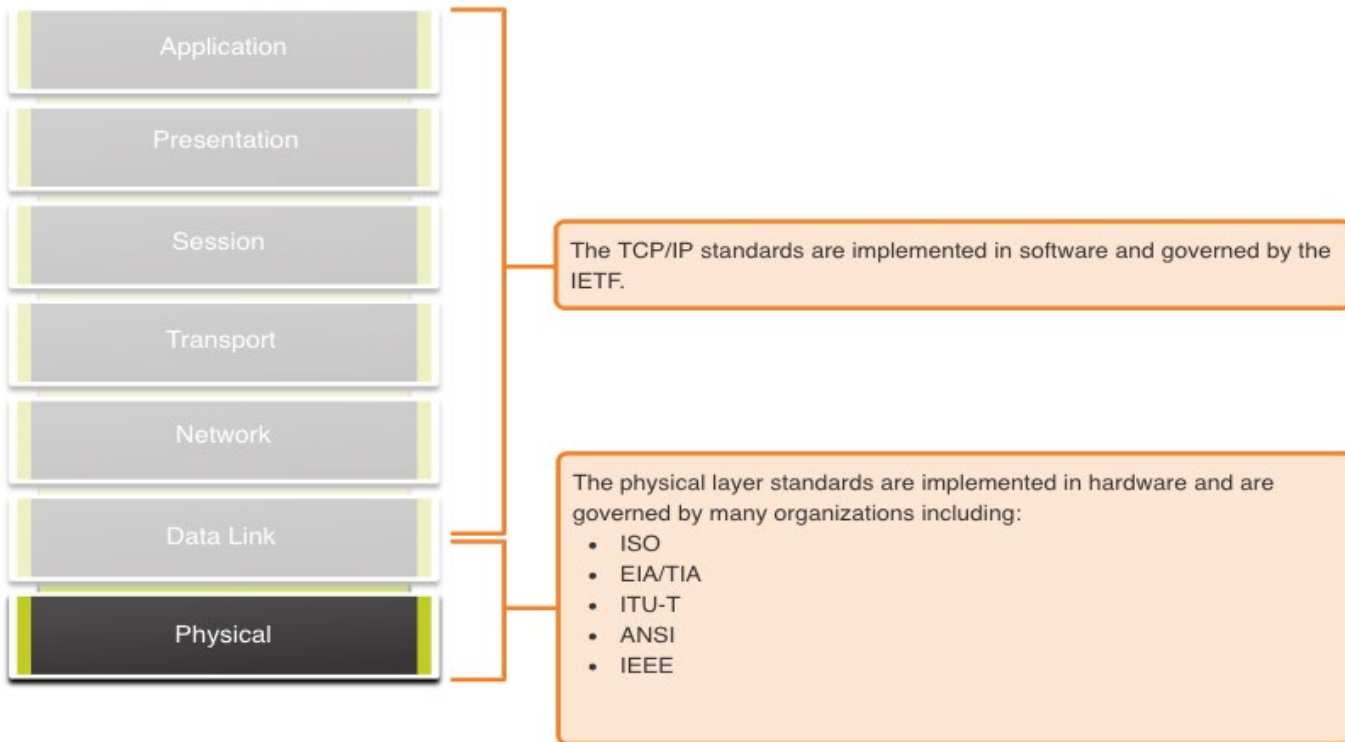 Application
Presentation
Session
The TCP/IP standards are implemented in software and governed by the
IETF.
Transport
Network
The physical layer standards are implemented in hardware and are
governed by many organizations including:
• ISO
Data Link
• EIA/TIA
• ITU-T
Physical
• ANSI
• IEEE